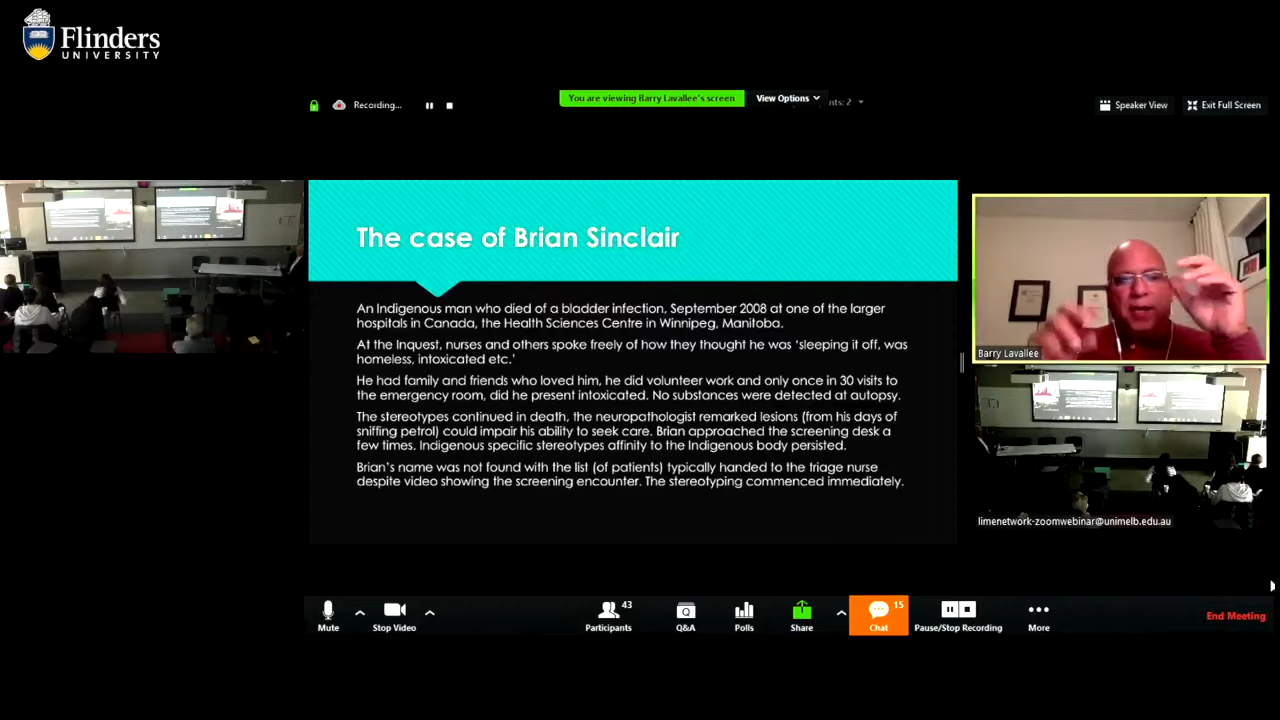 Flinders
UNIVERSITY
Recording...
You are viewing Barry Lavallee's screen
View Options
nts: 2
Speaker View
Exit Full Screen
The case of Brian Sinclair
An Indigenous man who died of a bladder infection, September 2008 at one of the larger
hospitals in Canada, the Health Sciences Centre in Winnipeg, Manitoba.
At the Inquest, nurses and others spoke freely of how they thought he was 'sleeping it off, was
homeless, intoxicated etc.'
He had family and friends who loved him, he did volunteer work and only once in 30 visits to
the emergency room, did he present intoxicated. No substances were detected at autopsy.
The stereotypes continued in death, the neuropathologist remarked lesions (from his days of
sniffing petrol) could impair his ability to seek care. Brian approached the screening desk a
few times. Indigenous specific stereotypes affinity to the Indigenous body persisted.
Brian's name was not found with the list (of patients) typically handed to the triage nurse
despite video showing the screening encounter. The stereotyping commenced immediately.
Barry Lavallee
limenetwork-zoomwebinar@unimelb.edu.au
Mute
Stop Video
43
Participants
Q&A
Polls
Share
15
Chat
Pause/Stop Recording
More
End Meeting